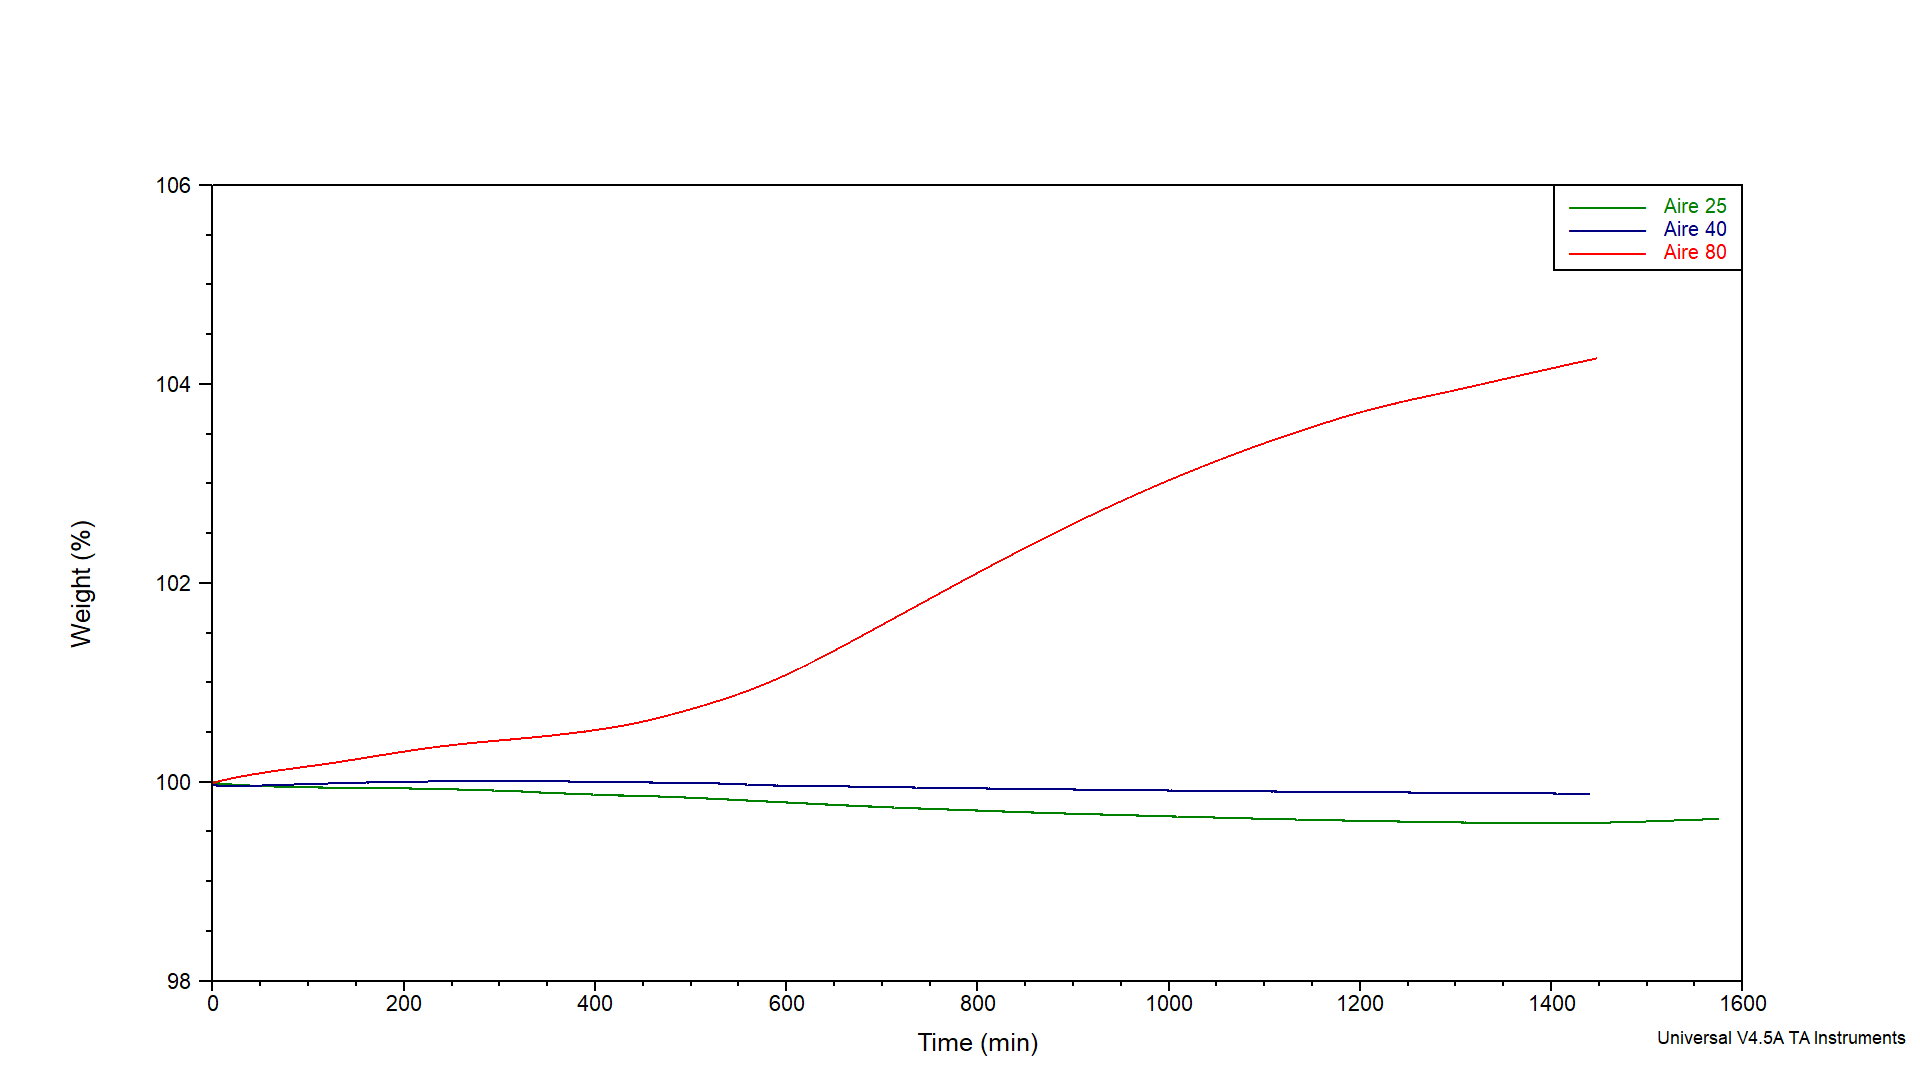 106
104
102
100
98
Weight (%)
Aire 25
Aire 40
Aire 80
0 200 400 600 800 1000 1200 1400 1600
Time (min)
Universal V4.5A TA Instruments